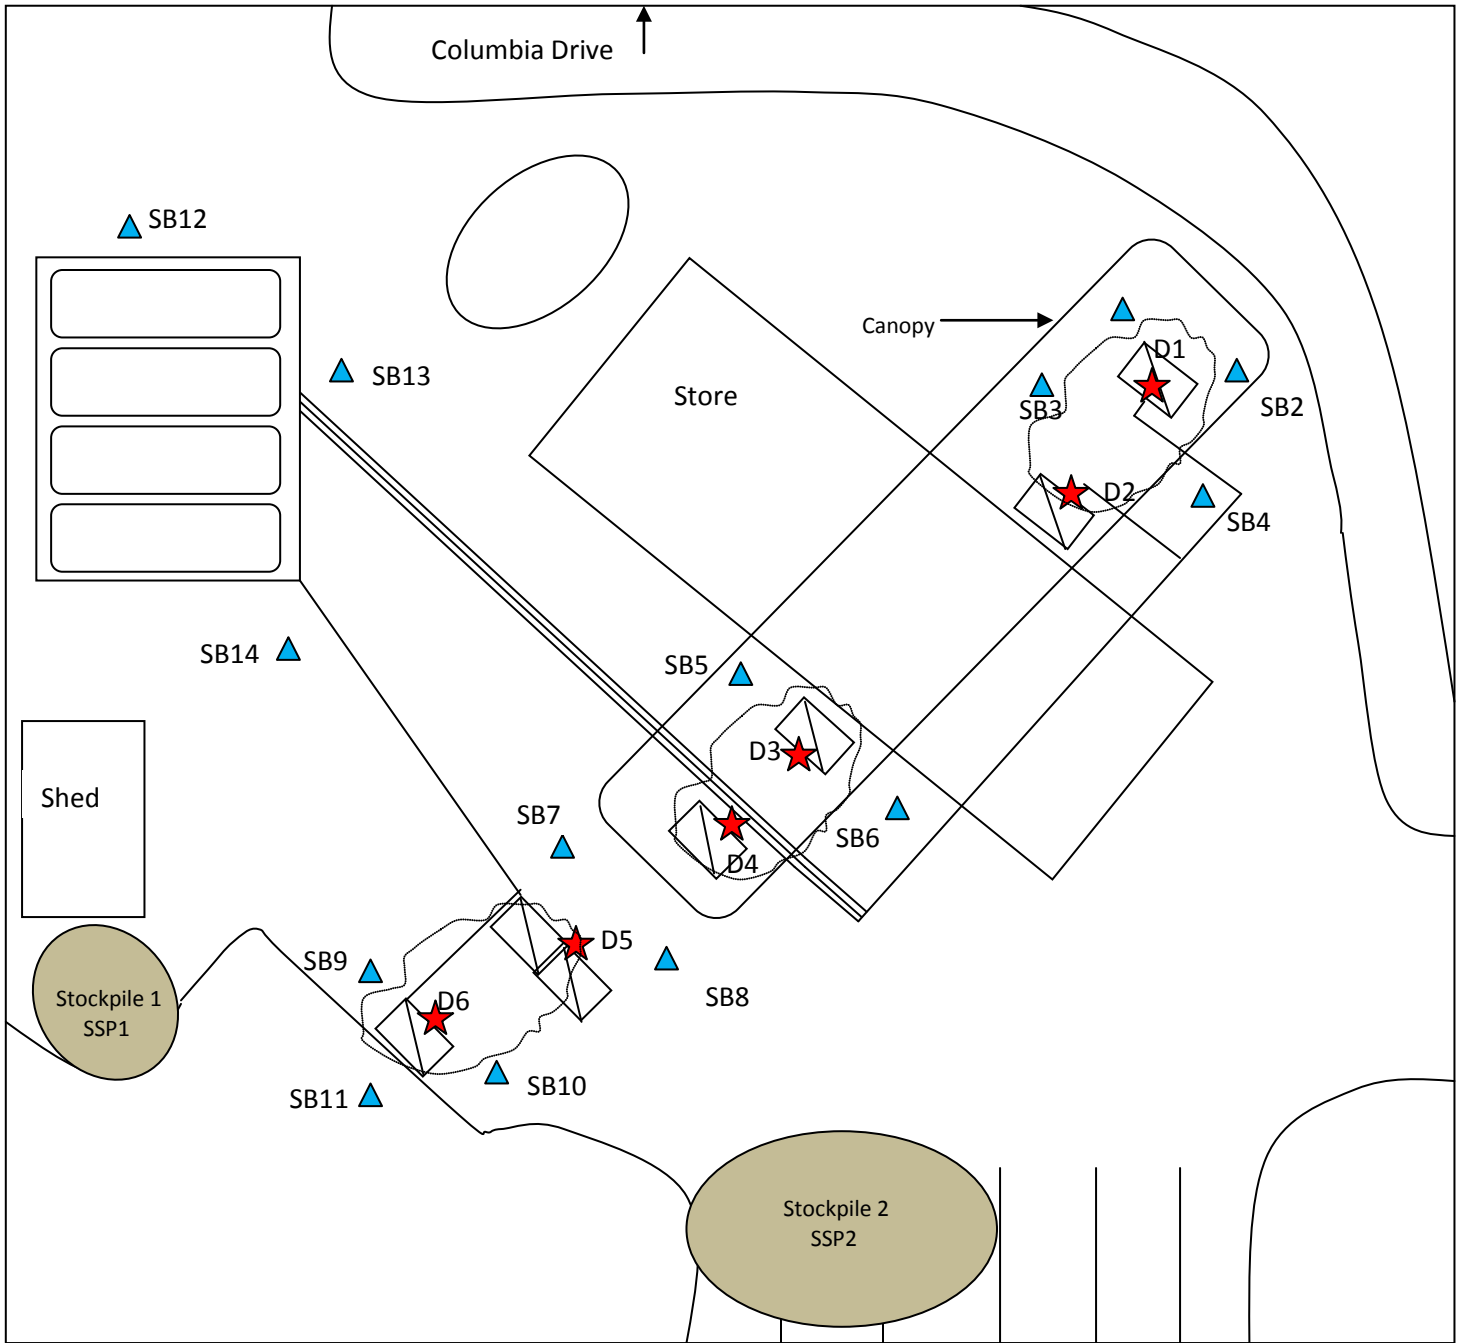 Columbia Drive
SB12
Canopy
D1
SB13
Store
SB3
SB2
D2
SB4
SB14
SB5
D3
Shed
SB7
SB6
D4
D5
SB9
SB8
Stockpile 1
SSP1
D6
SB10
SB11
Stockpile 2
SSP2